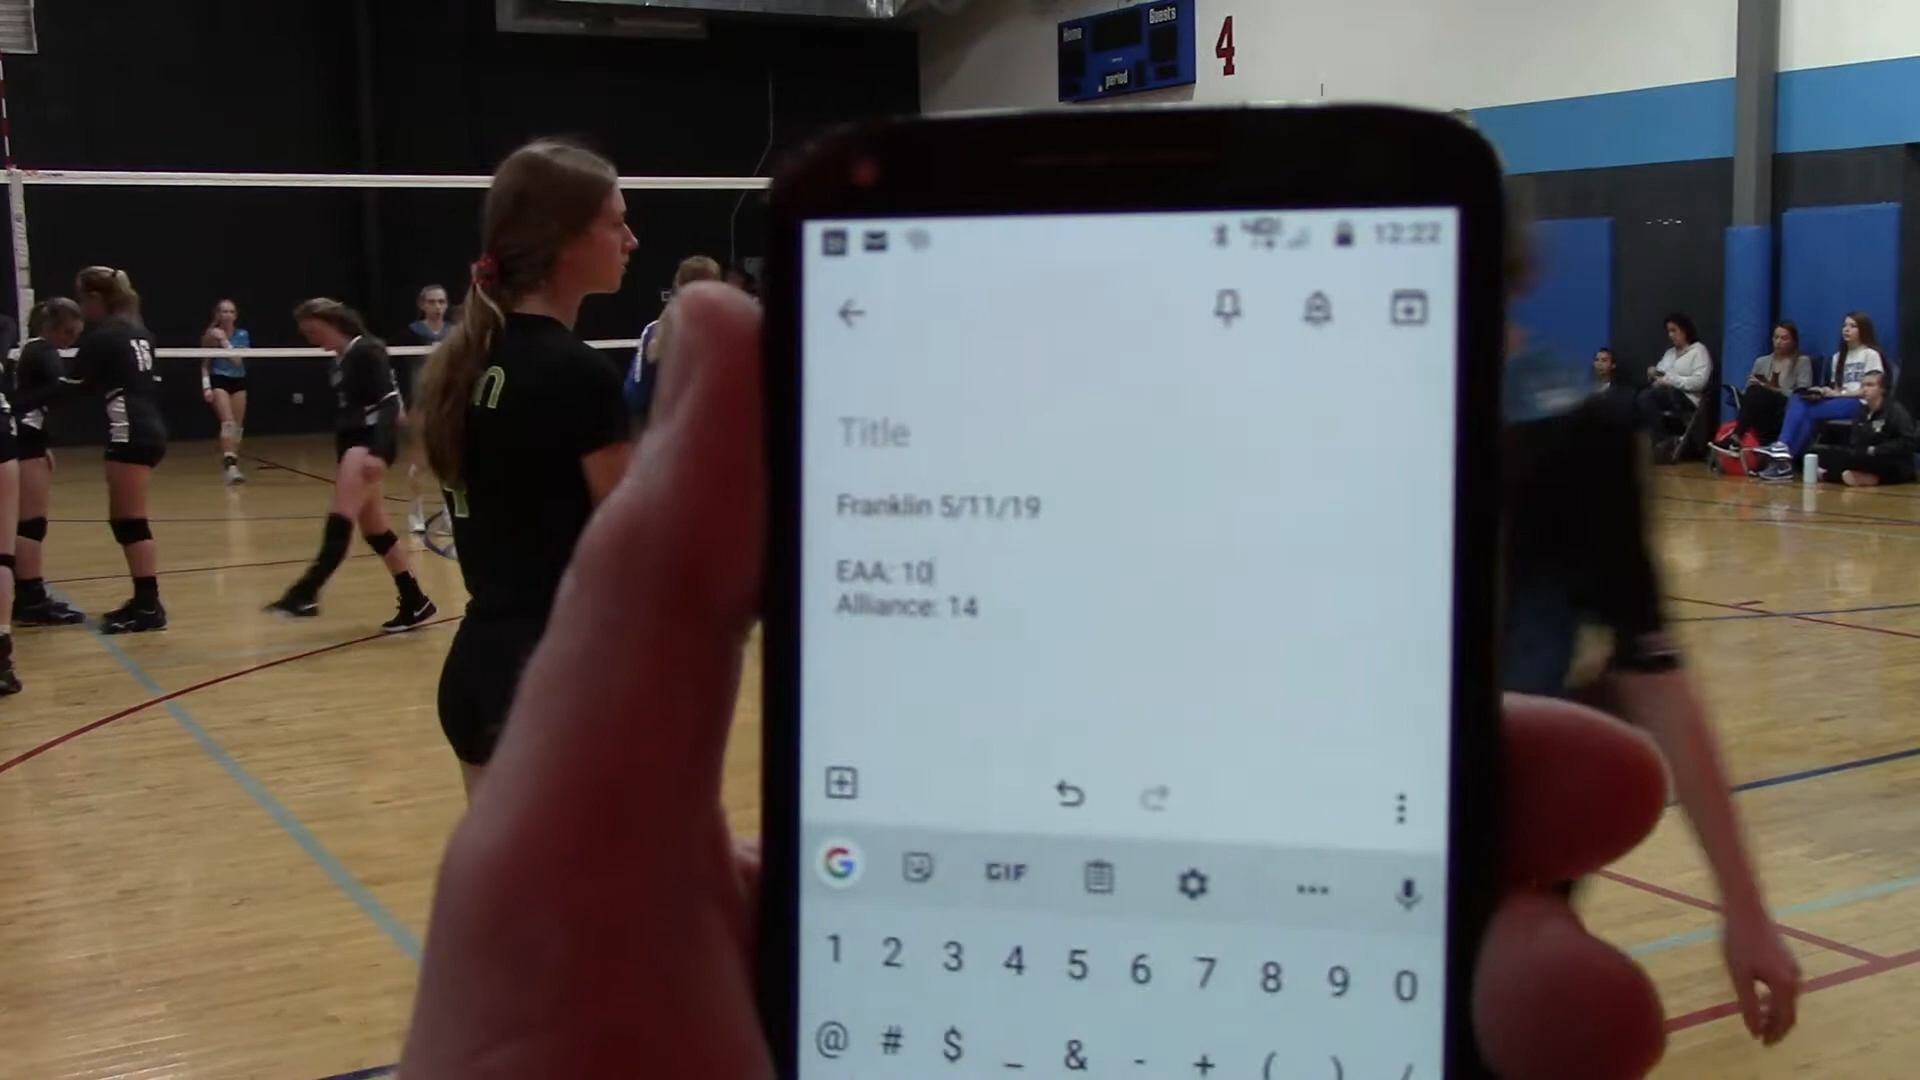 Home
Guests
period
4
16
n
12:22
Title
Franklin 5/11/19
EAA: 10
Alliance: 14
G
GIF
1 2 3 4 5 6 7 8 9 0
@ # $ _ & - + ( ) /